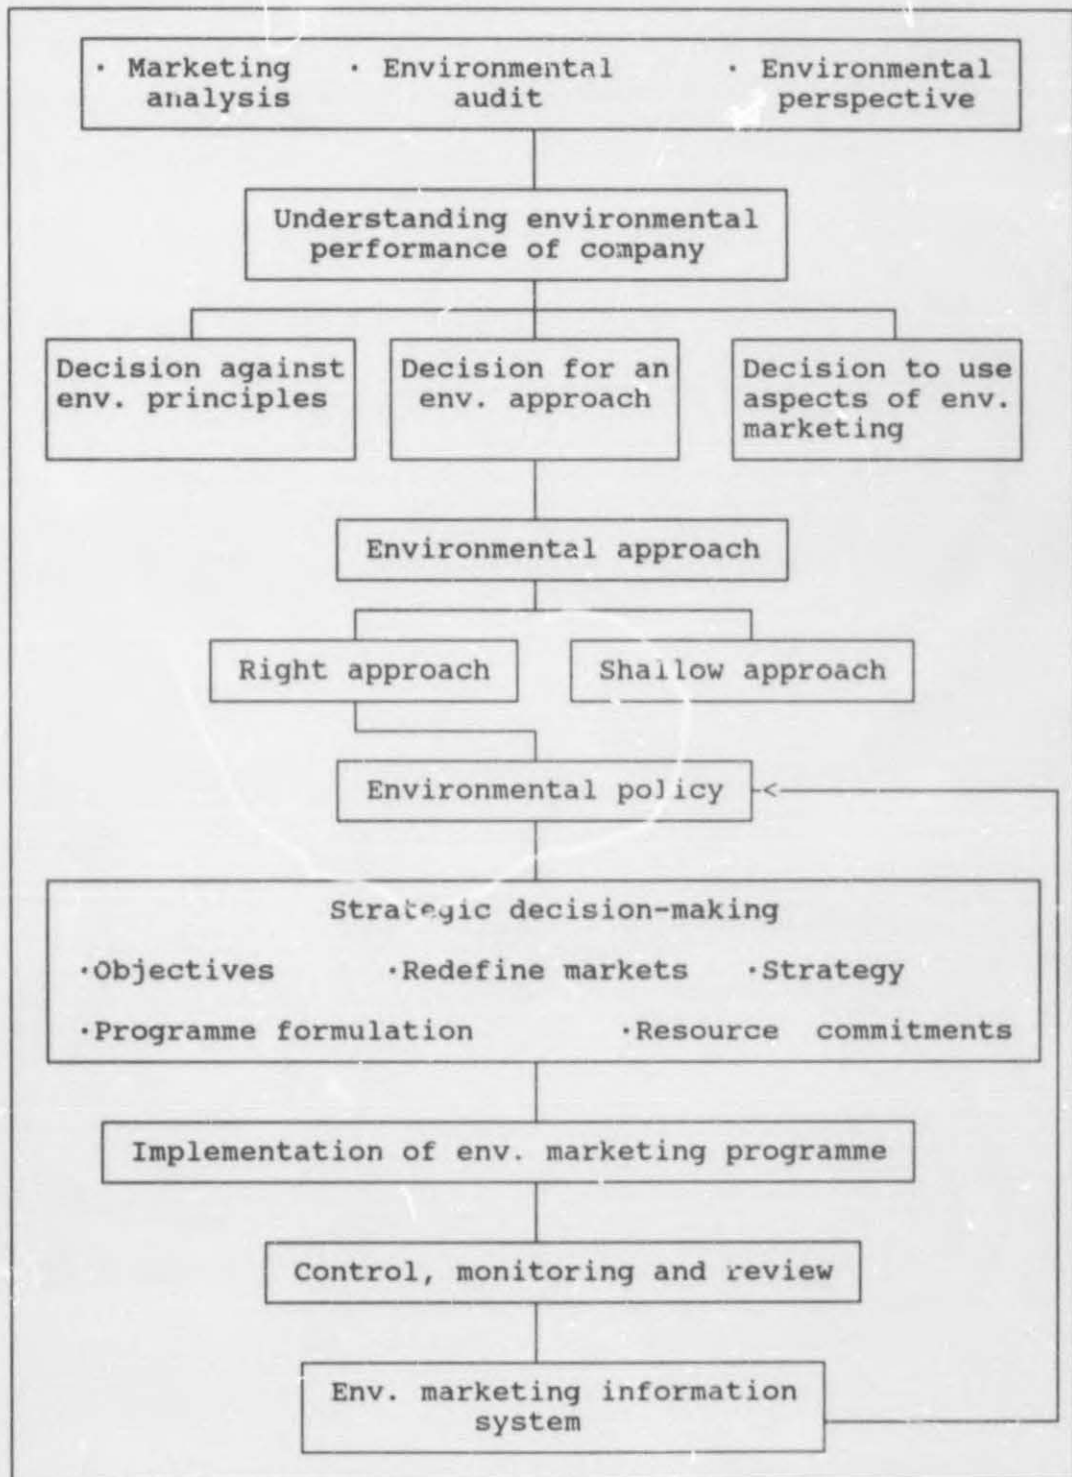 · Marketing analysis · Environmental audit · Environmental perspective
Understanding environmental
performance of company
Decision against
env. principles
Decision for an
env. approach
Decision to use
aspects of env.
marketing
Environmental approach
Right approach
Shallow approach
Environmental policy
<
Strategic decision-making
·Objectives ·Redefine markets ·Strategy
·Programme formulation ·Resource commitments
Implementation of env. marketing programme
Control, monitoring and review
Env. marketing information
system